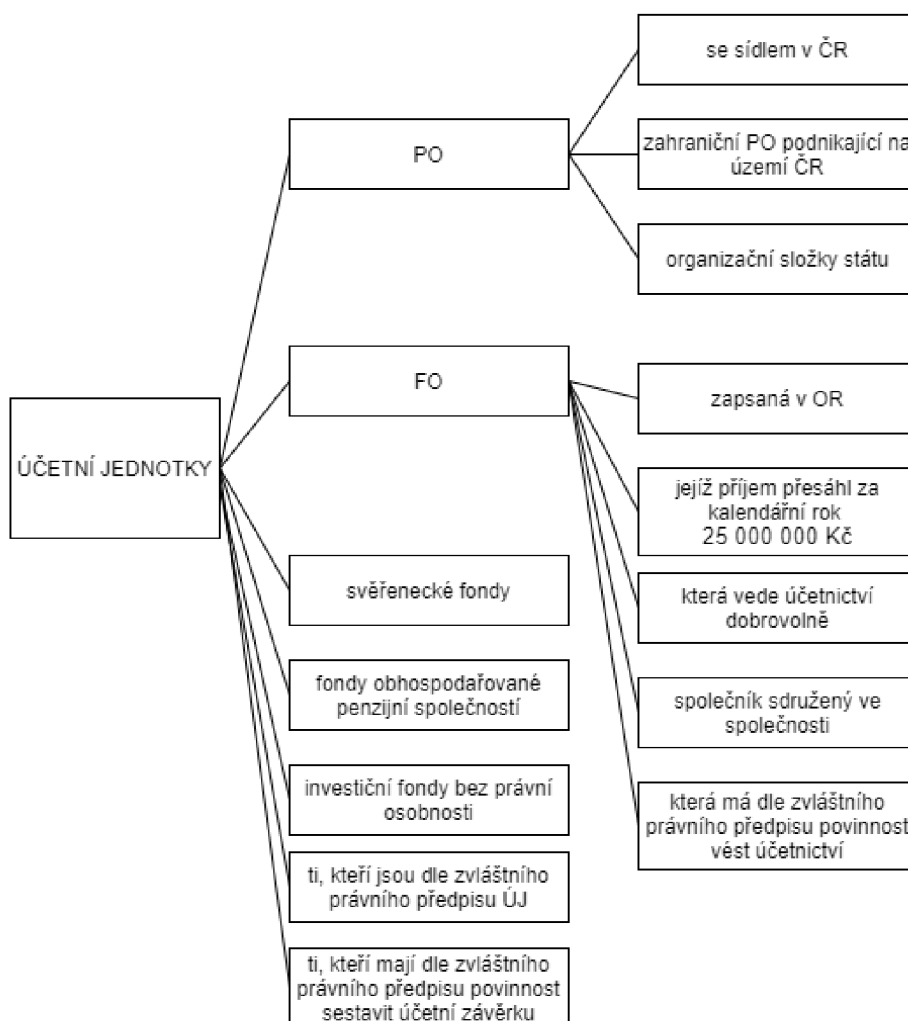 ÚČETNÍ JEDNOTKY
PO
se sídlem v ČR
zahraniční PO podnikající na
území ČR
organizační složky státu
FO
zapsaná v OR
jejíž příjem přesáhl za
kalendářní rok
25 000 000 Kč
která vede účetnictví
dobrovolně
společník sdružený ve
společnosti
která má dle zvláštního
právního předpisu povinnost
vést účetnictví
svěřenecké fondy
fondy obhospodařované
penzijní společností
investiční fondy bez právní
osobnosti
ti, kteří jsou dle zvláštního
právního předpisu ÚJ
ti, kteří mají dle zvláštního
právního předpisu povinnost
sestavit účetní závěrku